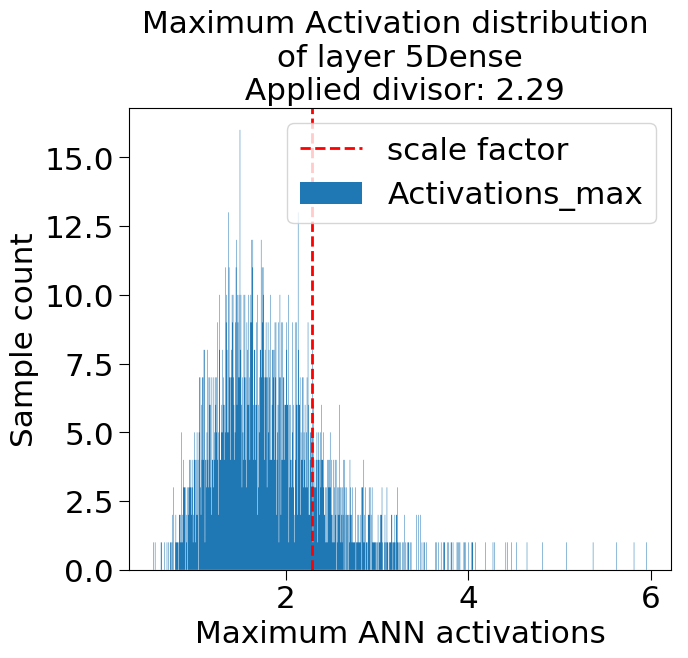 Maximum Activation distribution
of layer 5Dense
Applied divisor: 2.29
scale factor
Activations_max
15.0
12.5
10.0
7.5
5.0
2.5
0.0
Sample count
2 4 6
Maximum ANN activations